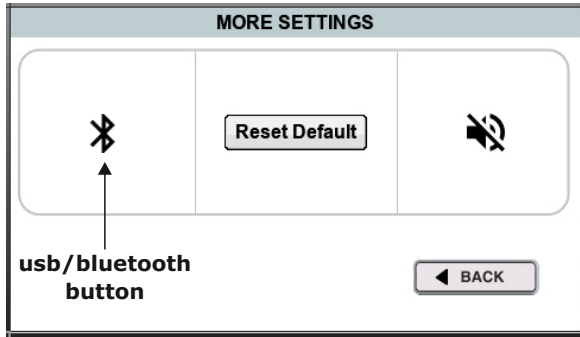 MORE SETTINGS
Reset Default
usb/bluetooth
button
BACK